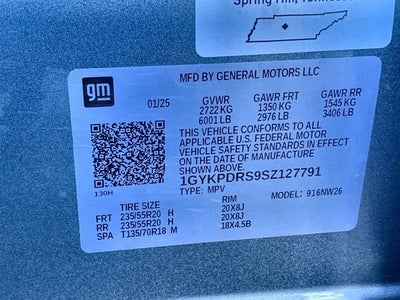 Spring Hill, Tennessee
gm
MFD BY GENERAL MOTORS LLC
01/25 GVWR GAWR FRT GAWR RR
2722 KG 1350 KG 1545 KG
6001 LB 2976 LB 3406 LB
THIS VEHICLE CONFORMS TO ALL
APPLICABLE U.S. FEDERAL MOTOR
VEHICLE SAFETY STANDARDS
IN EFFECT ON THE DATE OF MANUFACTURE
SHOWN ABOVE.
1GYKPDRS9SZ127791
130H TYPE: MPV MODEL: 916NW26
TIRE SIZE RIM
FRT 235/55R20 H 20X8J
RR 235/55R20 H 20X8J
SPA T135/70R18 M 18X4.5B